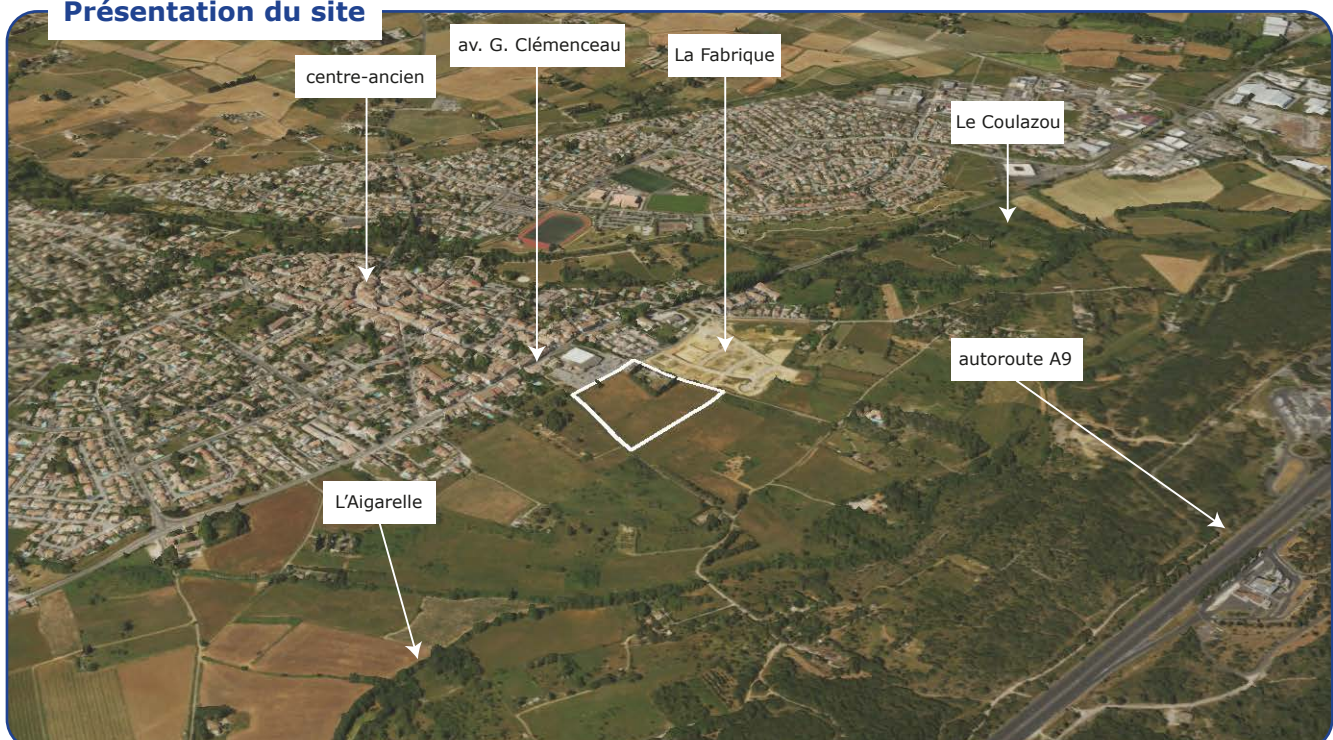 Présentation du site
av. G. Clémenceau
centre-ancien
La Fabrique
Le Coulazou
autoroute A9
L'Aigarelle